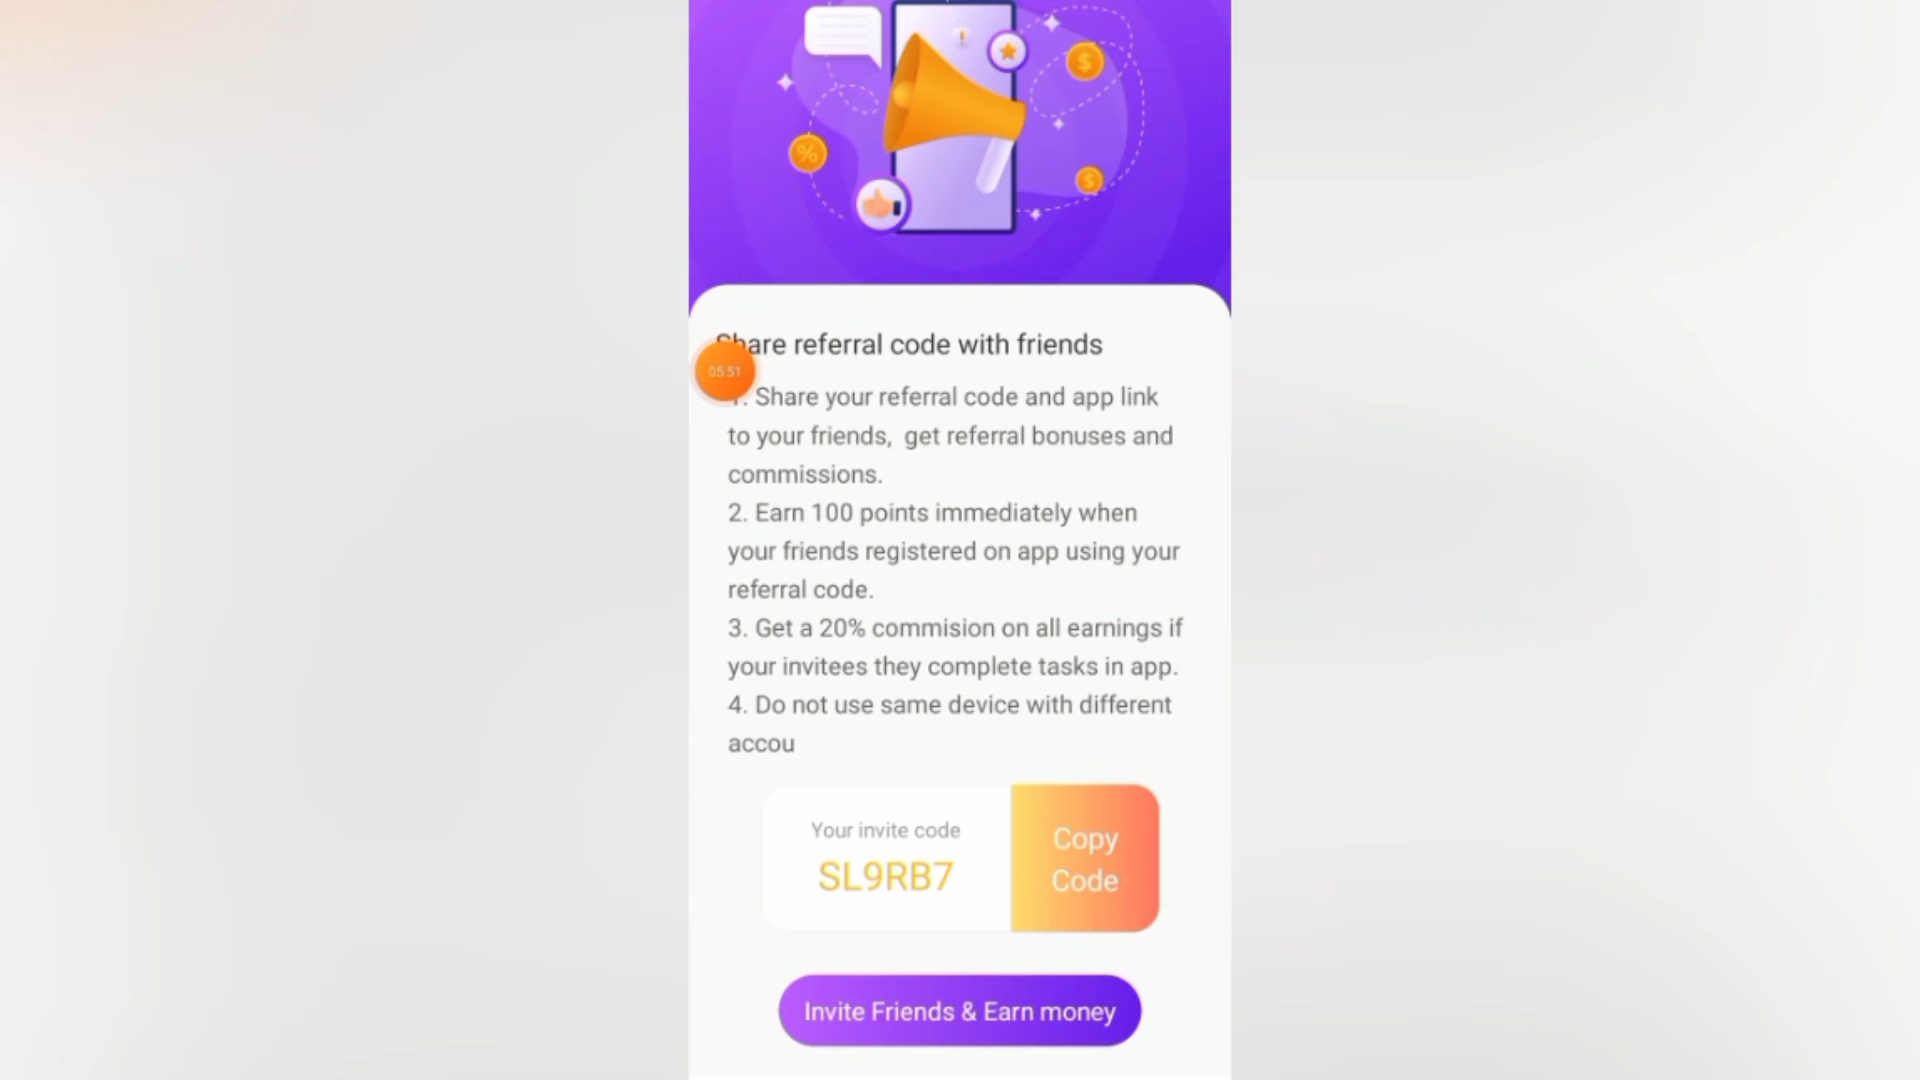 Share referral code with friends
05:51
1. Share your referral code and app link
to your friends, get referral bonuses and
commissions.
2. Earn 100 points immediately when
your friends registered on app using your
referral code.
3. Get a 20% commision on all earnings if
your invitees they complete tasks in app.
4. Do not use same device with different
accou
Your invite code
SL9RB7
Copy
Code
Invite Friends & Earn money